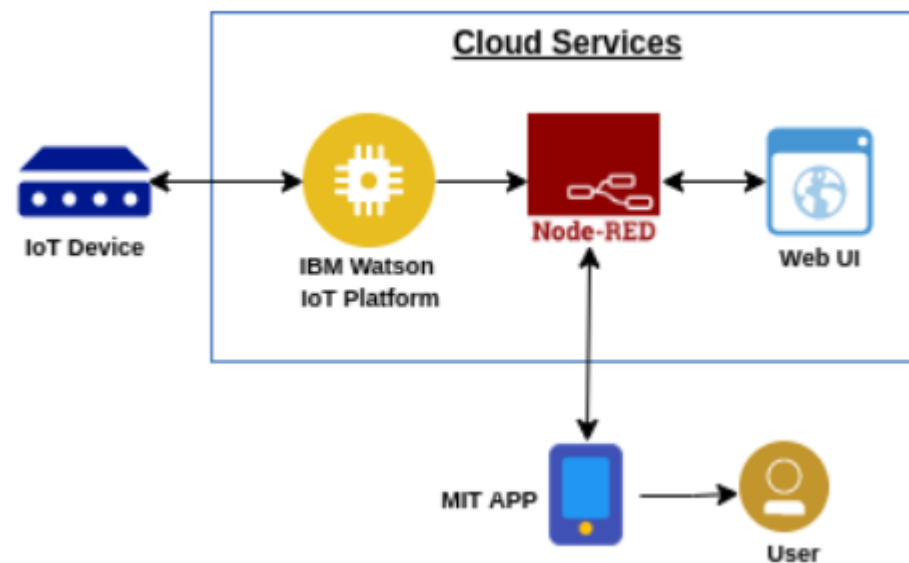 Cloud Services
IoT Device
IBM Watson
IoT Platform
Node-RED
Web UI
MIT APP
User